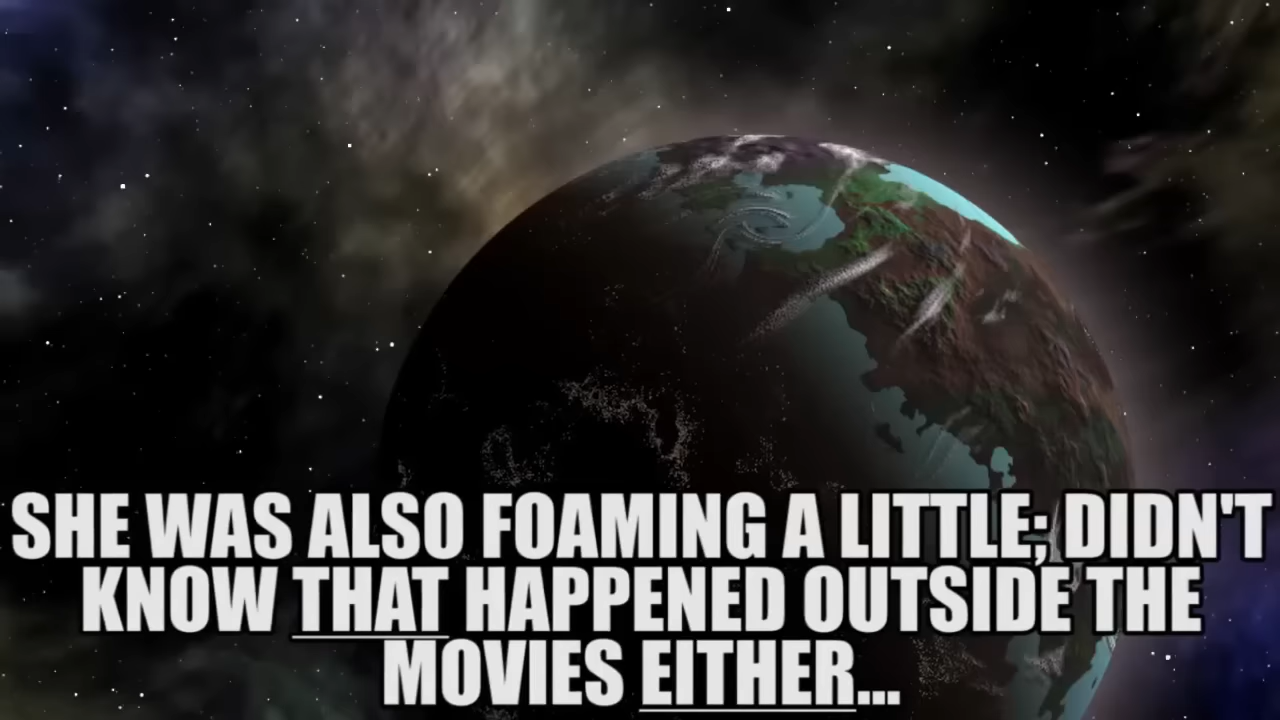 SHE WAS ALSO FOAMING A LITTLE; DIDN'T
KNOW THAT HAPPENED OUTSIDE THE
MOVIES EITHER...